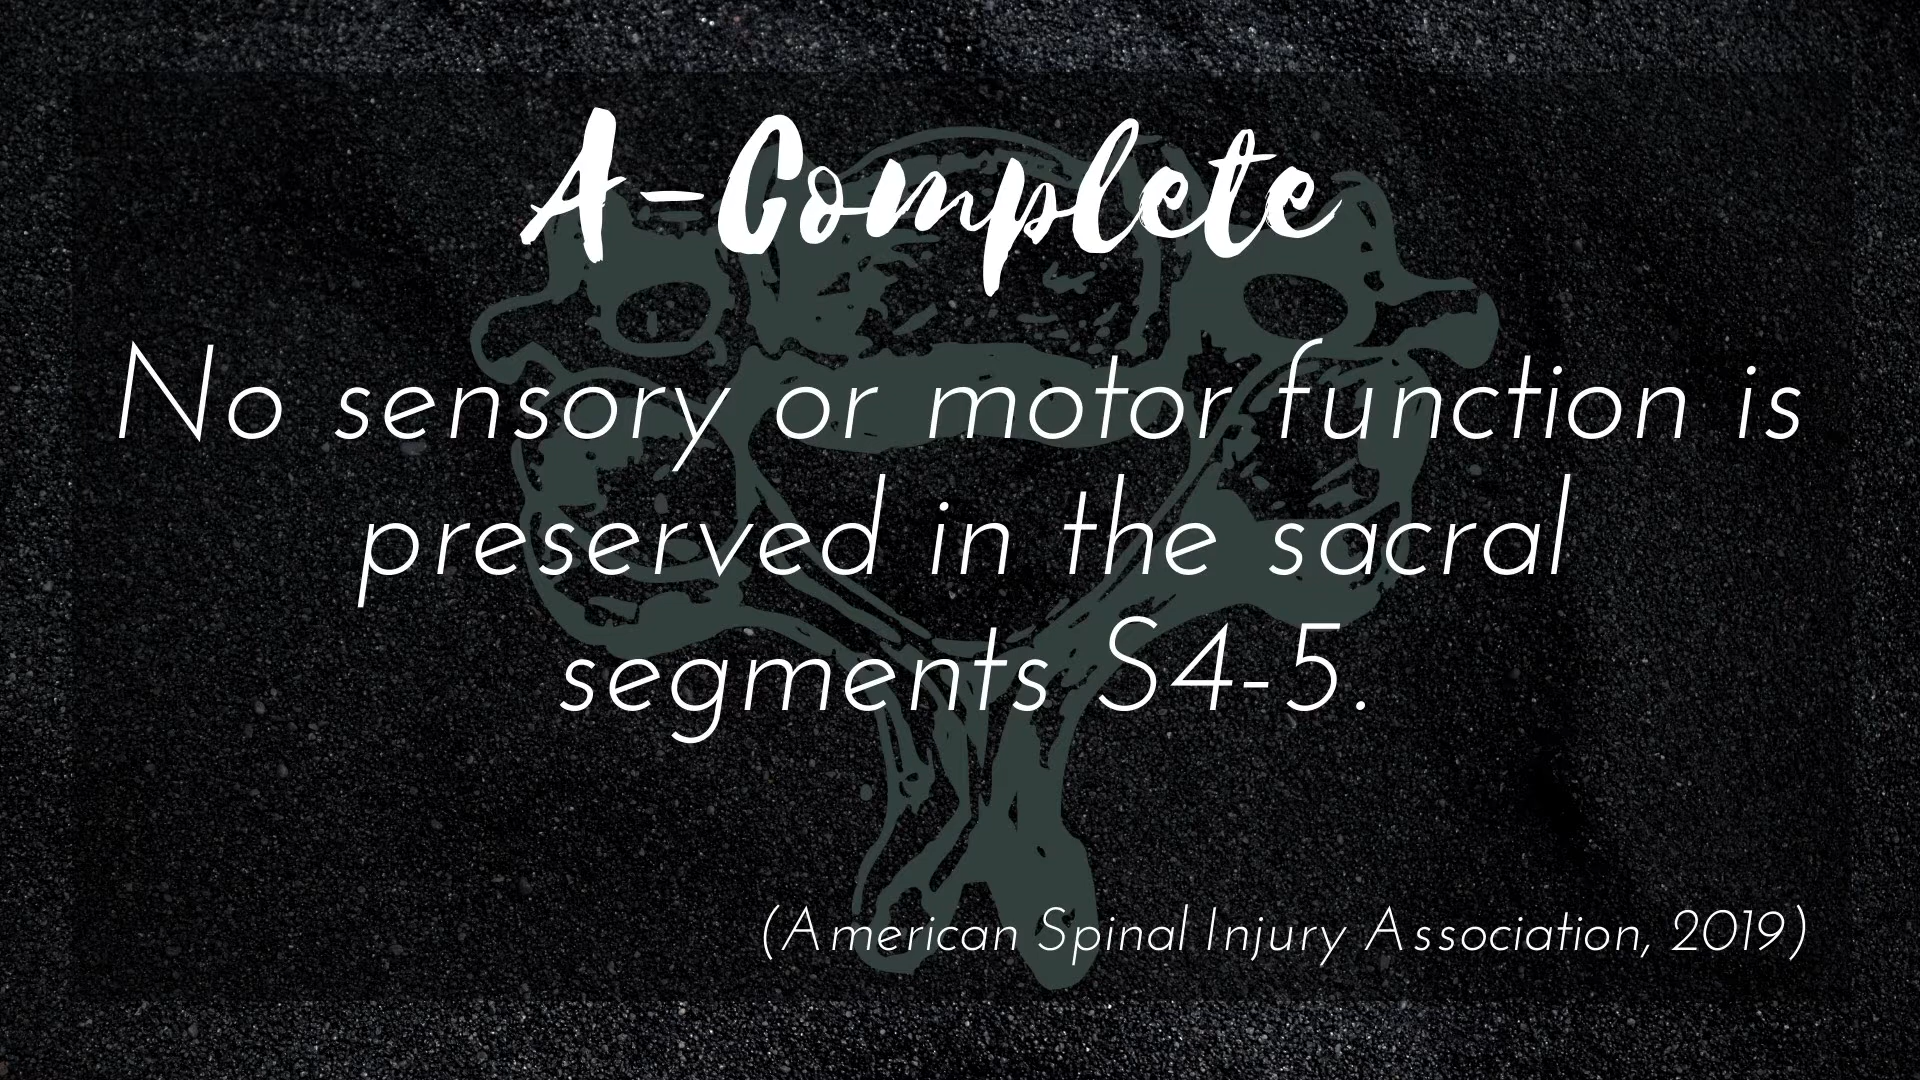 A-Complete
No sensory or motor function is
preserved in the sacral
segments S4-5.
(American Spinal Injury Association, 2019)